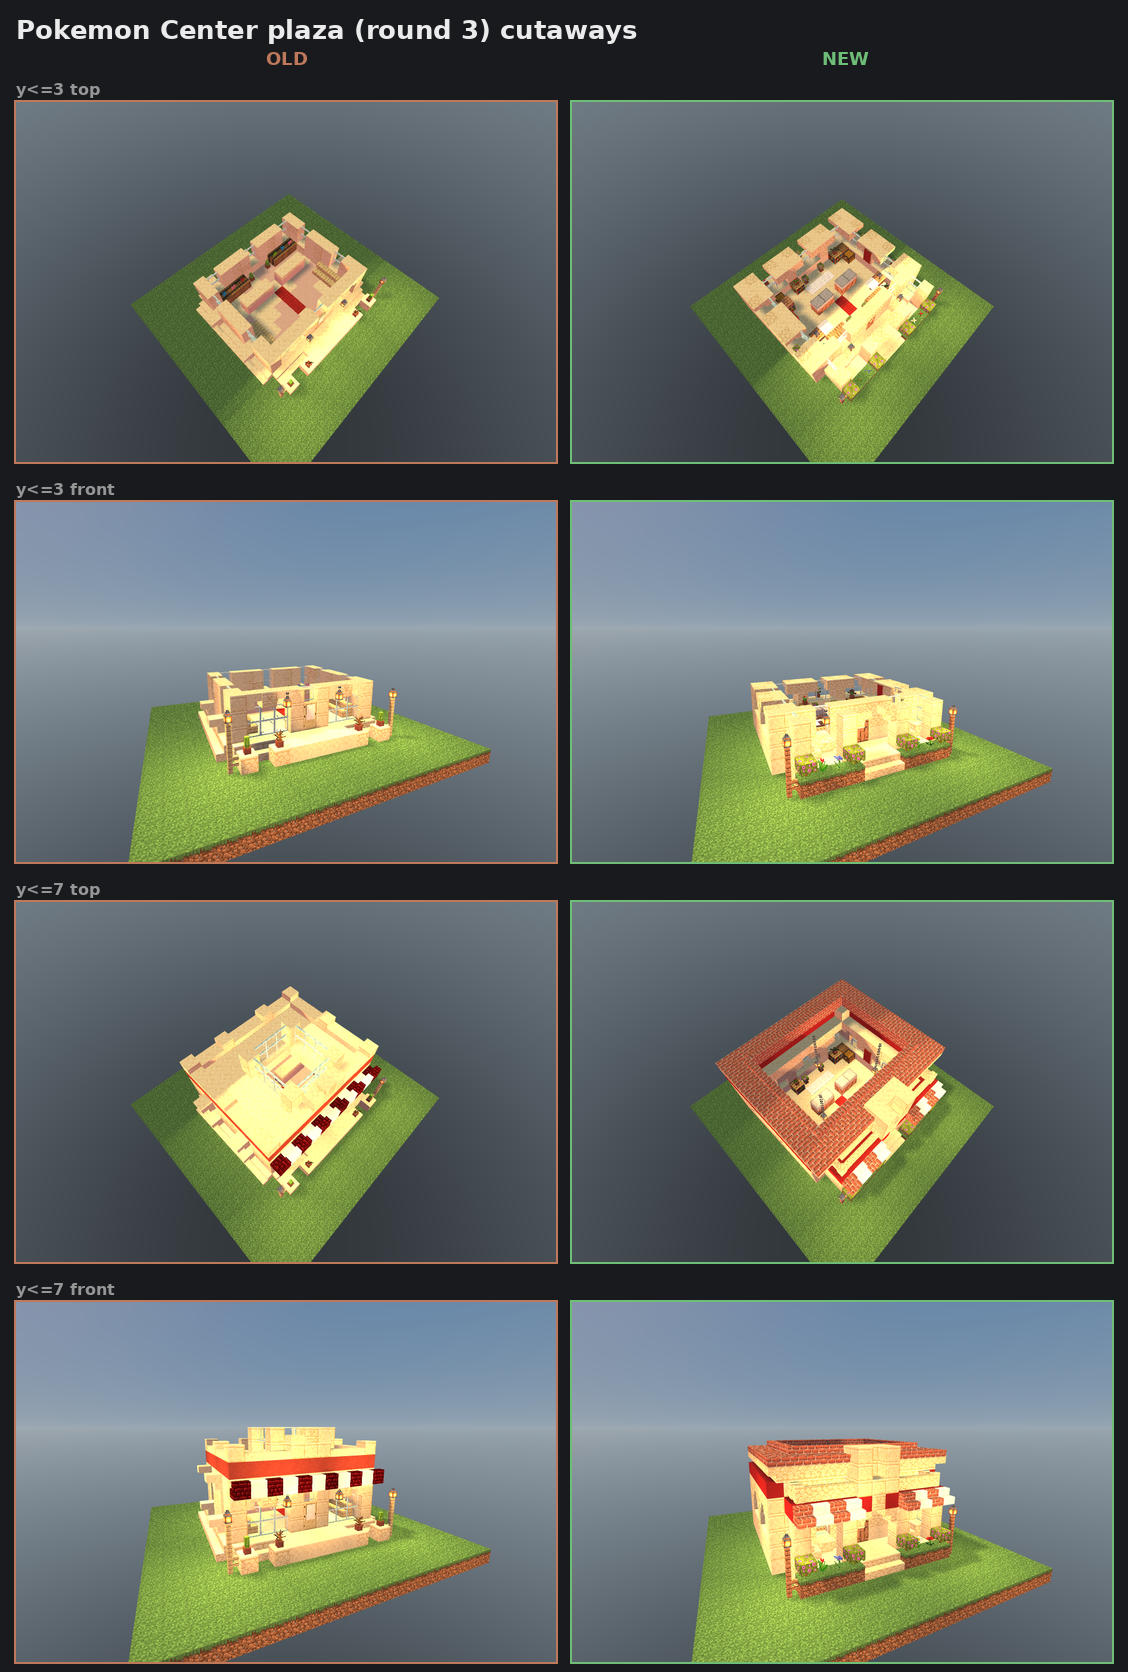 Pokemon Center plaza (round 3) cutaways
OLD
NEW
y<=3 top
y<=3 front
y<=7 top
y<=7 front